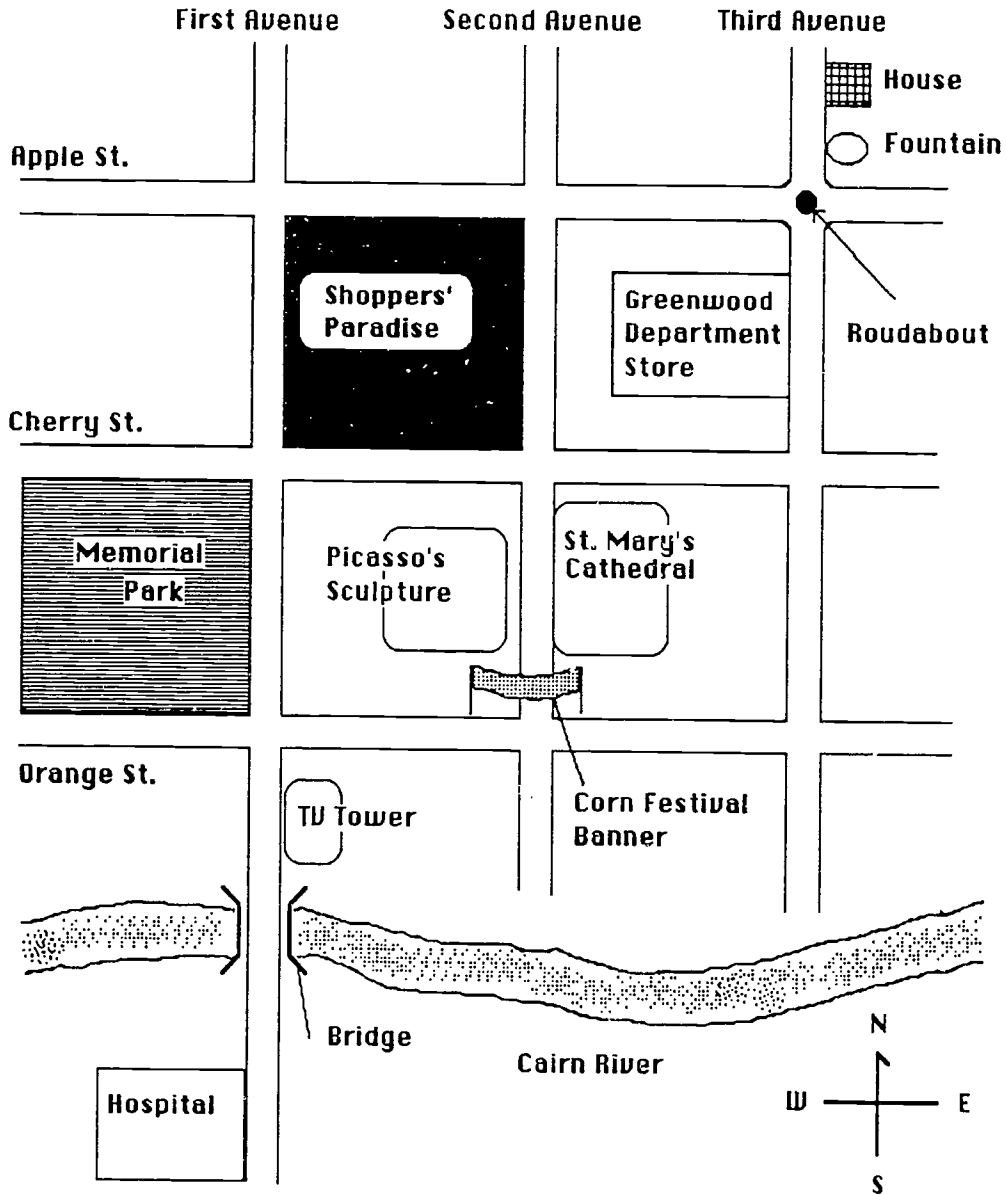 First Avenue
Second Avenue
Third Avenue
House
Fountain
Apple St.
Shoppers'
Paradise
Greenwood
Department
Store
Roudabout
Cherry St.
Memorial
Park
Picasso's
Sculpture
St. Mary's
Cathedral
Orange St.
TV Tower
Corn Festival
Banner
Bridge
Cairn River
N
W
E
S
Hospital